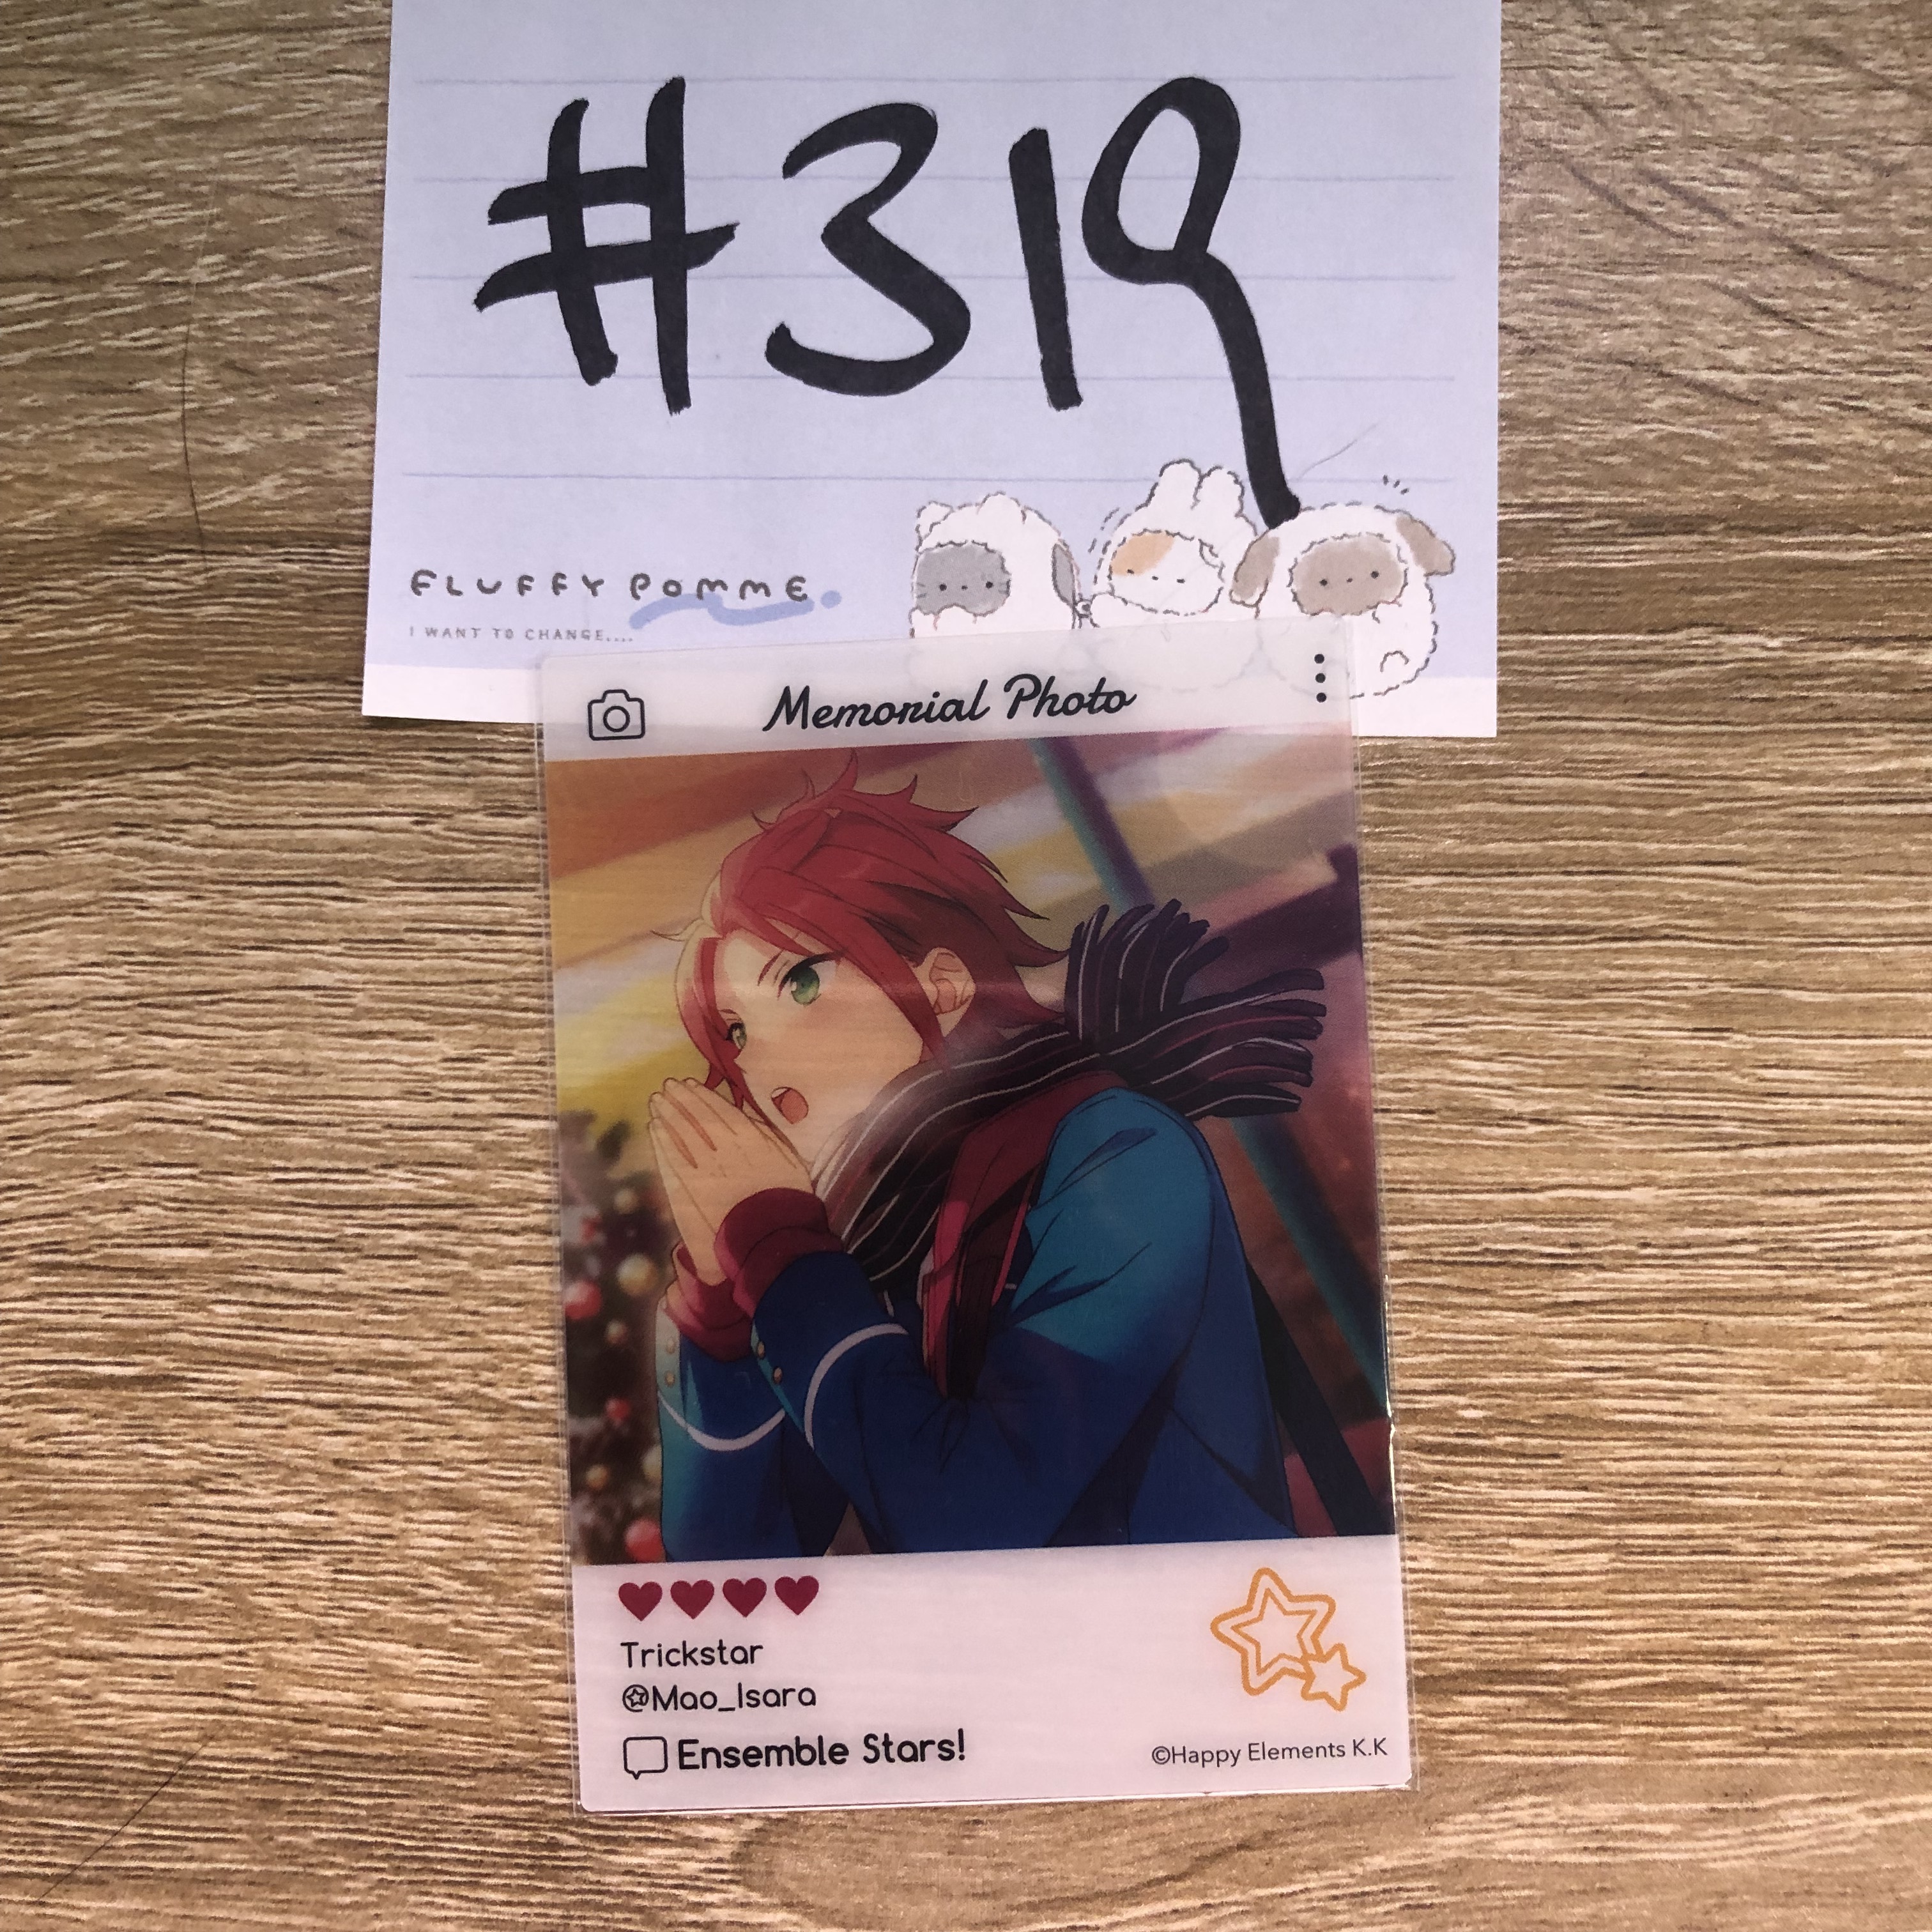 #319
FLUFFY POMME.
I WANT TO CHANGE....
Memorial Photo
Trickstar
@Mao_Isara
Ensemble Stars!
©Happy Elements K.K